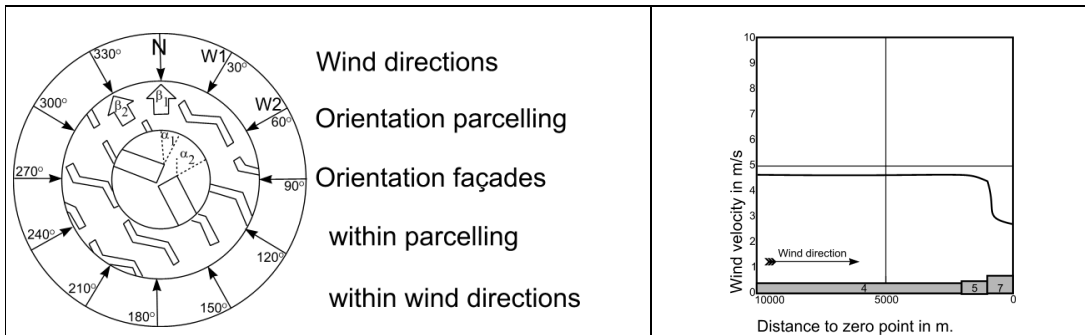 N
330°
W1
30°
300°
β2
β1
W2
60°
α1
α2
270°
90°
240°
120°
210°
150°
180°
Wind directions
Orientation parcelling
Orientation façades
within parcelling
within wind directions
Wind velocity in m/s
10
9
8
7
6
5
4
3
2
1
0
Wind direction
4
5
7
10000
5000
0
Distance to zero point in m.